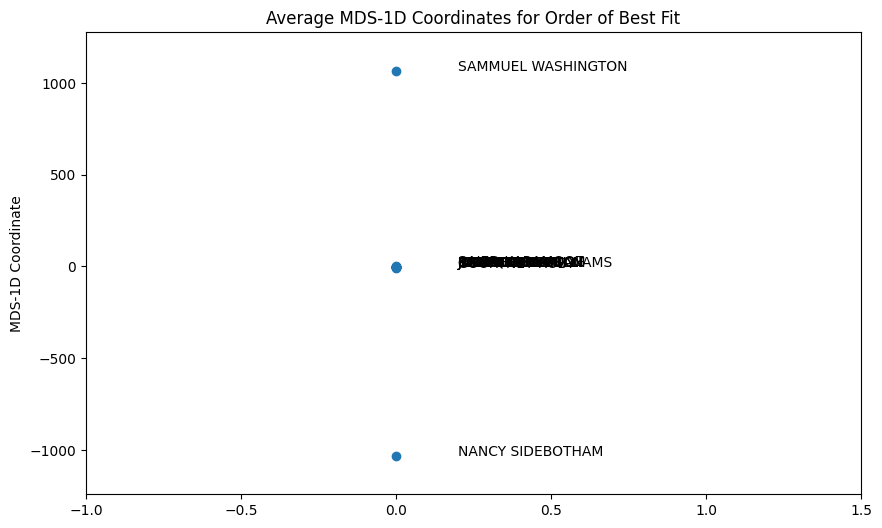 Average MDS-1D Coordinates for Order of Best Fit
MDS-1D Coordinate
1000
SAMMUEL WASHINGTON
500
0
−500
−1000
NANCY SIDEBOTHAM
−1.0
−0.5
0.0
0.5
1.0
1.5